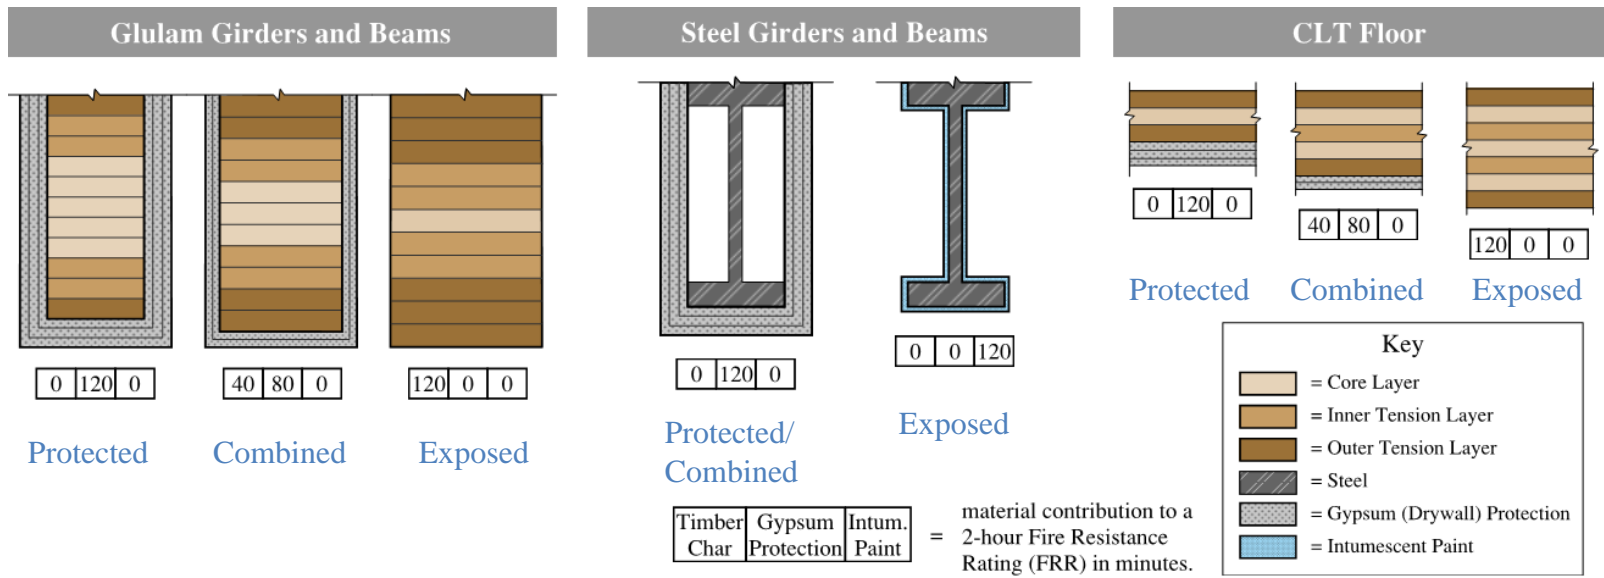 Glulam Girders and Beams
0 120 0
40 80 0
120 0 0
Protected
Combined
Exposed
Steel Girders and Beams
0 120 0
0 0 120
Protected/
Combined
Exposed
Timber Char
Gypsum Protection
Intum. Paint
=
material contribution to a
2-hour Fire Resistance
Rating (FRR) in minutes.
CLT Floor
0 120 0
40 80 0
120 0 0
Protected
Combined
Exposed
Key
= Core Layer
= Inner Tension Layer
= Outer Tension Layer
= Steel
= Gypsum (Drywall) Protection
= Intumescent Paint